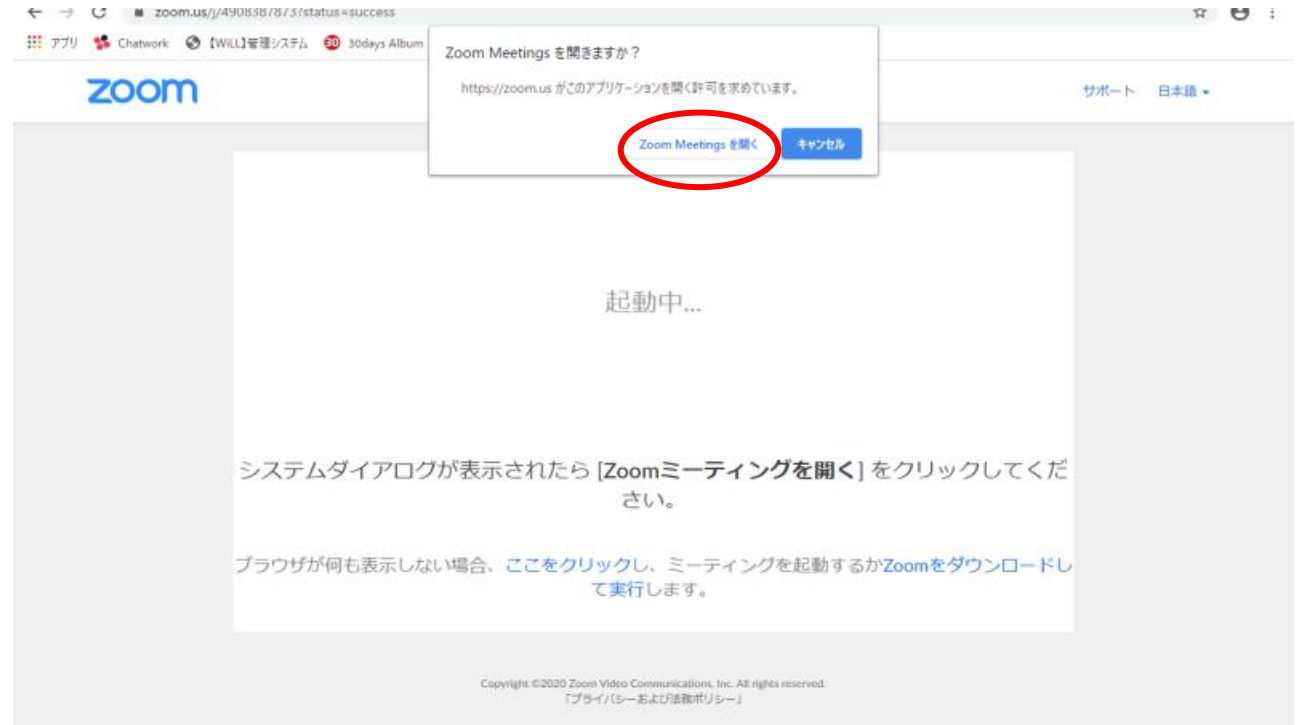 zoom.us/j/4908387873?status=success
アプリ Chatwork 【WiLL】管理システム 30 30days Album
Zoom Meetings を開きますか？
https://zoom.us がこのアプリケーションを開く許可を求めています。
Zoom Meetings を開く キャンセル
zoom サポート 日本語
起動中...
システムダイアログが表示されたら [Zoomミーティングを開く] をクリックしてくだ
さい。
ブラウザが何も表示しない場合、ここをクリックし、ミーティングを起動するかZoomをダウンロードし
て実行します。
Copyright ©2020 Zoom Video Communications, Inc. All rights reserved.
「プライバシーおよび法務ポリシー」